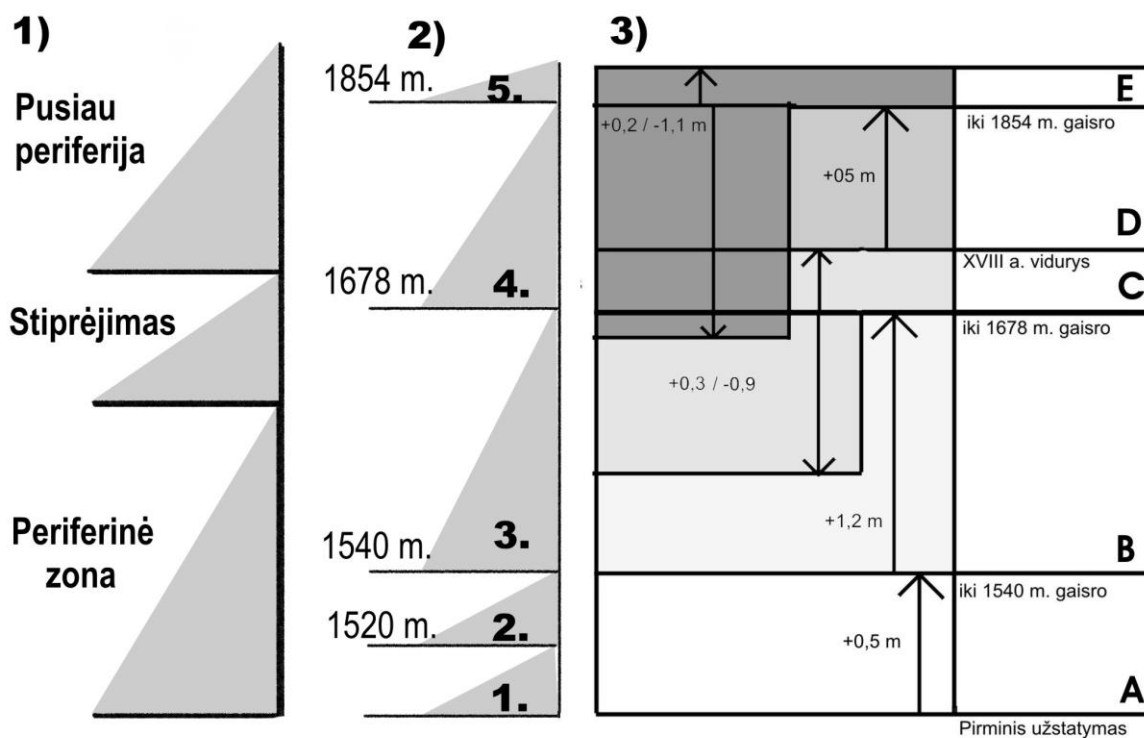 1)
Pusiau
periferija
Stiprėjimas
Periferinė
zona
2)
1854 m.
5.
1678 m.
4.
1540 m.
3.
1520 m.
2.
1.
3)
E
+0,2 / -1,1 m
iki 1854 m. gaisro
+05 m
D
XVIII a. vidurys
C
iki 1678 m. gaisro
+0,3 / -0,9
+1,2 m
B
iki 1540 m. gaisro
+0,5 m
A
Pirminis užstatymas